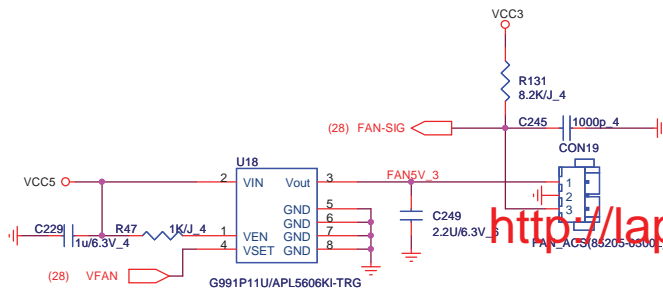 VCC3
R131
8.2K/J_4
(28) FAN-SIG
C245
1000p_4
CON19
U18
VCC5
2
VIN
Vout
3
FAN5V_3
1
2
3
GND
5
GND
6
GND
7
GND
8
C229
1u/6.3V_4
R47
1K/J_4
1
VEN
4
VSET
C249
2.2U/6.3V_6
http://lap
(28) VFAN
G991P11U/APL5606KI-TRG